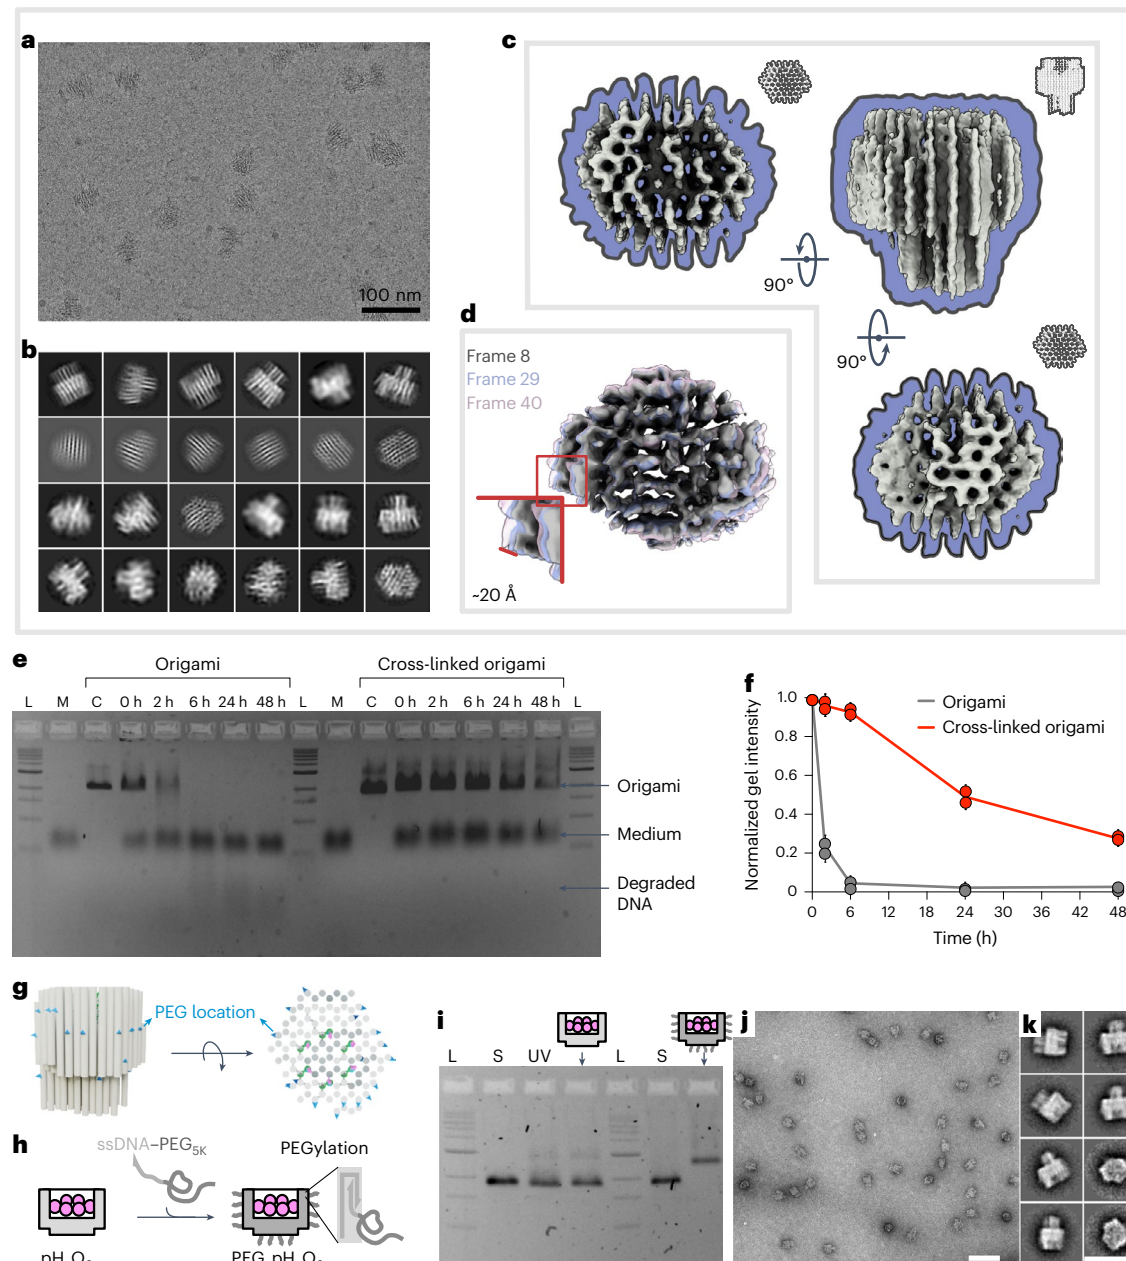 a
100 nm
b
c
90°
90°
d
Frame 8
Frame 29
Frame 40
~20 Å
e
Origami
Cross-linked origami
L M C 0 h 2 h 6 h 24 h 48 h L M C 0 h 2 h 6 h 24 h 48 h L
Origami
Medium
Degraded
DNA
f
Normalized gel intensity
1.0
0.8
0.6
0.4
0.2
0
0 6 12 18 24 30 36 42 48
Time (h)
Origami
Cross-linked origami
g
PEG location
h
ssDNA–PEG5K
PEGylation
i
L S UV L S
j
k